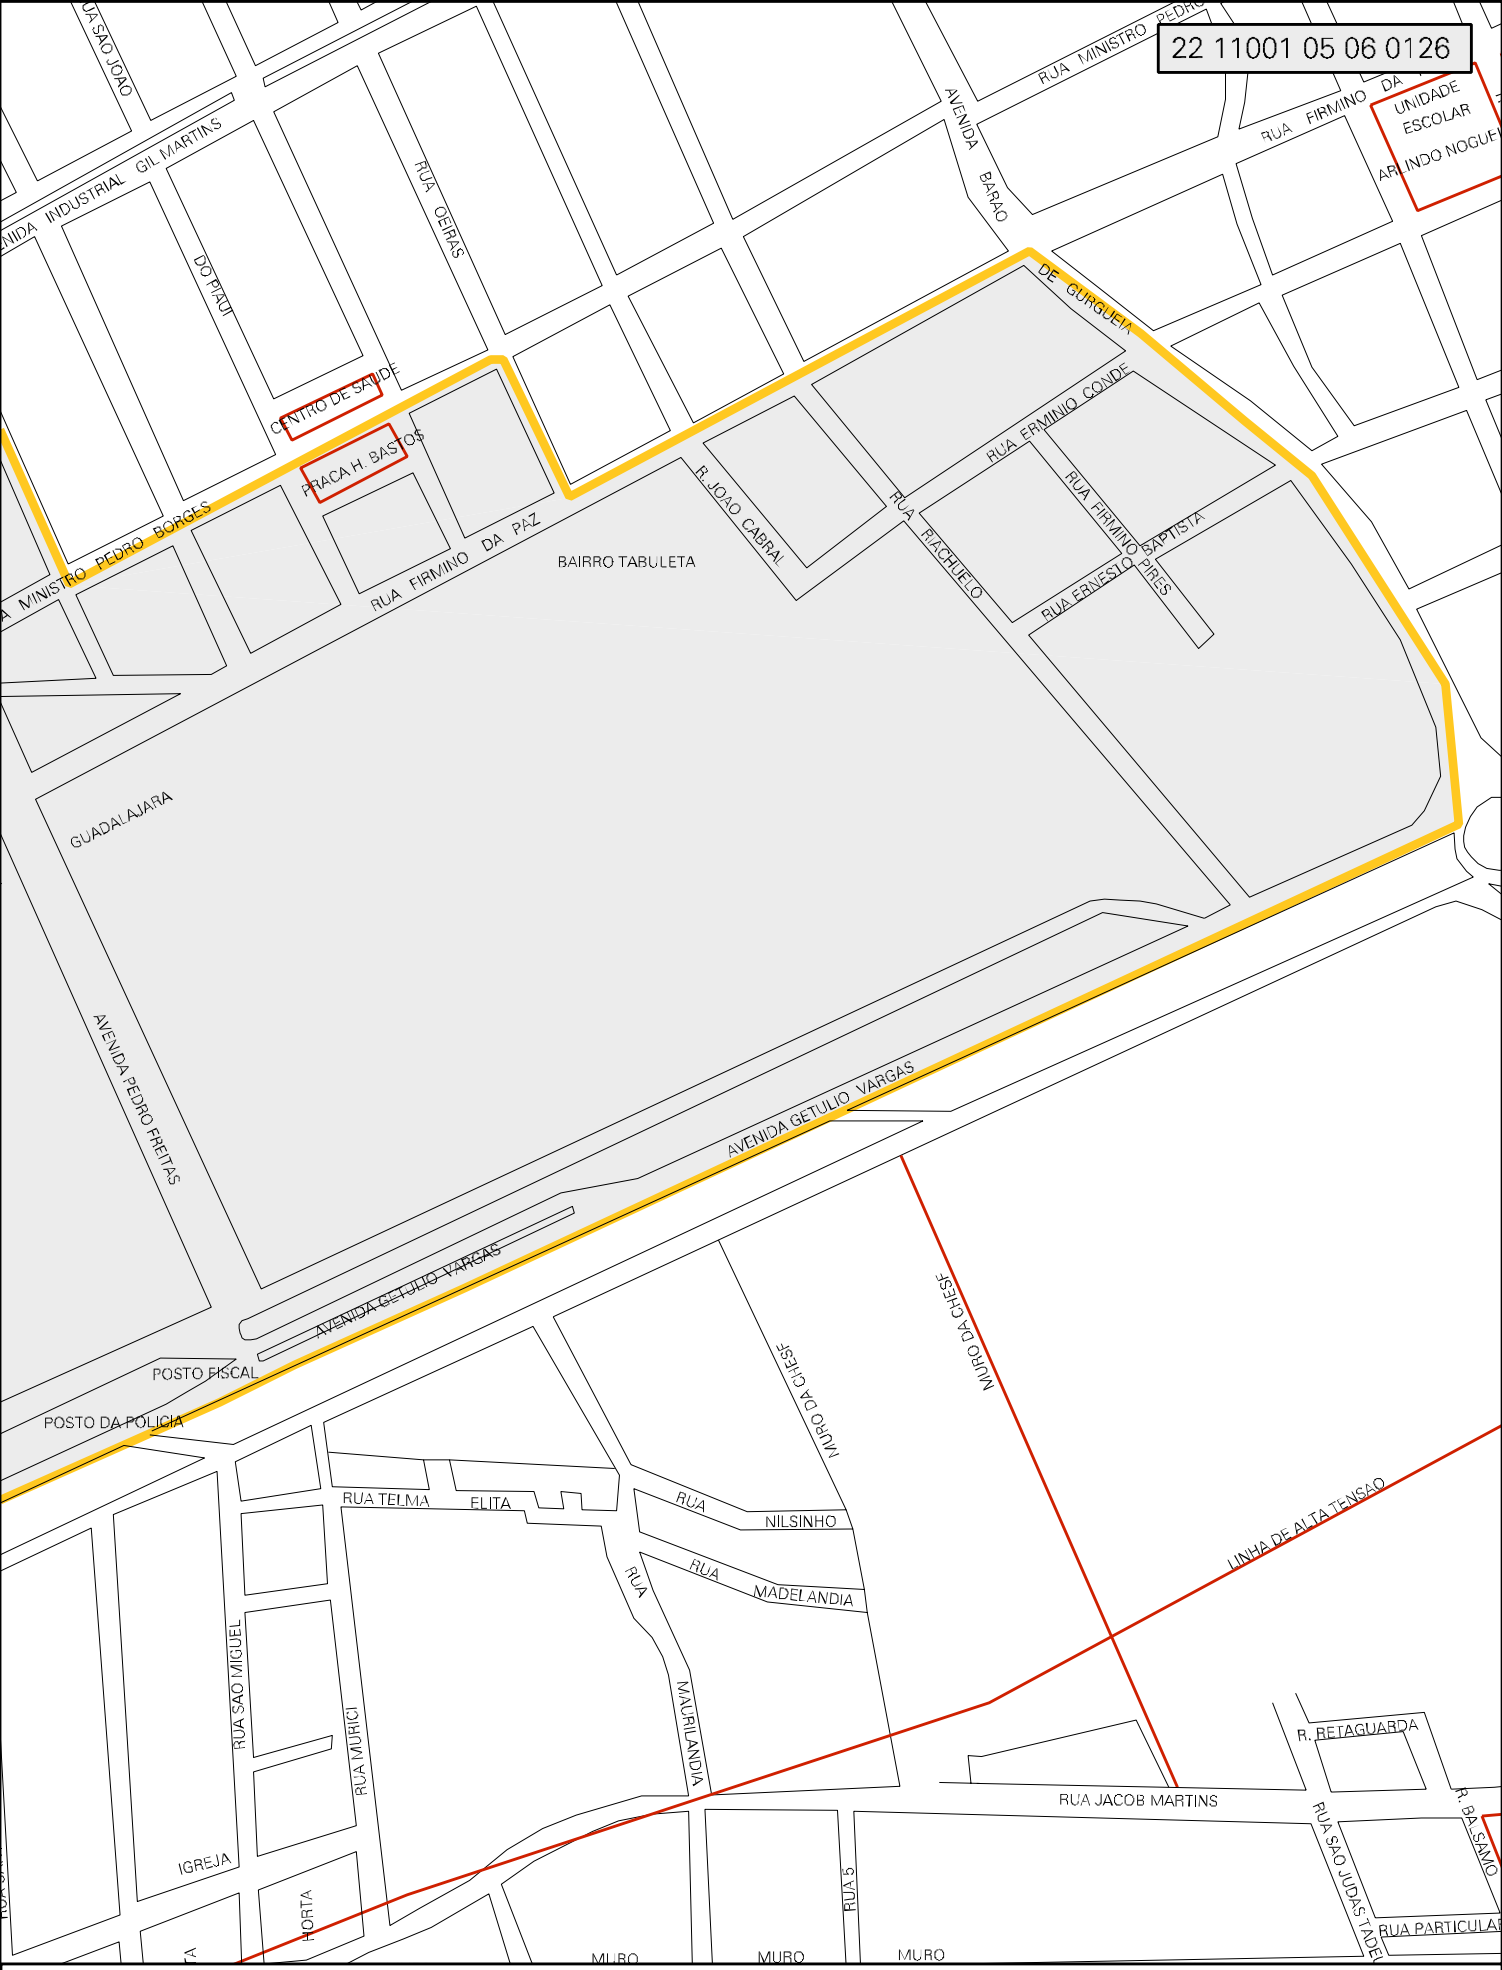 22 11001 05 06 0126
RUA MINISTRO PEDRO
RUA SAO JOAO
UNIDADE
ESCOLAR
ARLINDO NOGUEI
RUA FIRMINO DA
AVENIDA BARAO
DE GURGUEIA
INDUSTRIAL GIL MARTINS
RUA OEIRAS
DO PIAUI
CENTRO DE SAUDE
PRACA H. BASTOS
MINISTRO PEDRO BORGES
RUA FIRMINO DA PAZ
BAIRRO TABULETA
R. JOAO CABRAL
RUA ERMINIO CONDE
RUA RIACHUELO
RUA FIRMINO PIRES
RUA ERNESTO BAPTISTA
GUADALAJARA
AVENIDA PEDRO FREITAS
AVENIDA GETULIO VARGAS
AVENIDA GETULIO VARGAS
POSTO FISCAL
POSTO DA POLICIA
MURO DA CHESF
MURO DA CHESF
LINHA DE ALTA TENSAO
RUA TELMA ELITA
RUA NILSINHO
RUA MADELANDIA
RUA MAURILANDIA
RUA SAO MIGUEL
RUA MURICI
IGREJA
HORTA
TA
RUA 5
MURO
MURO
MURO
RUA JACOB MARTINS
R. RETAGUARDA
R. BALSAMO
RUA SAO JUDAS TADEU
RUA PARTICULAR